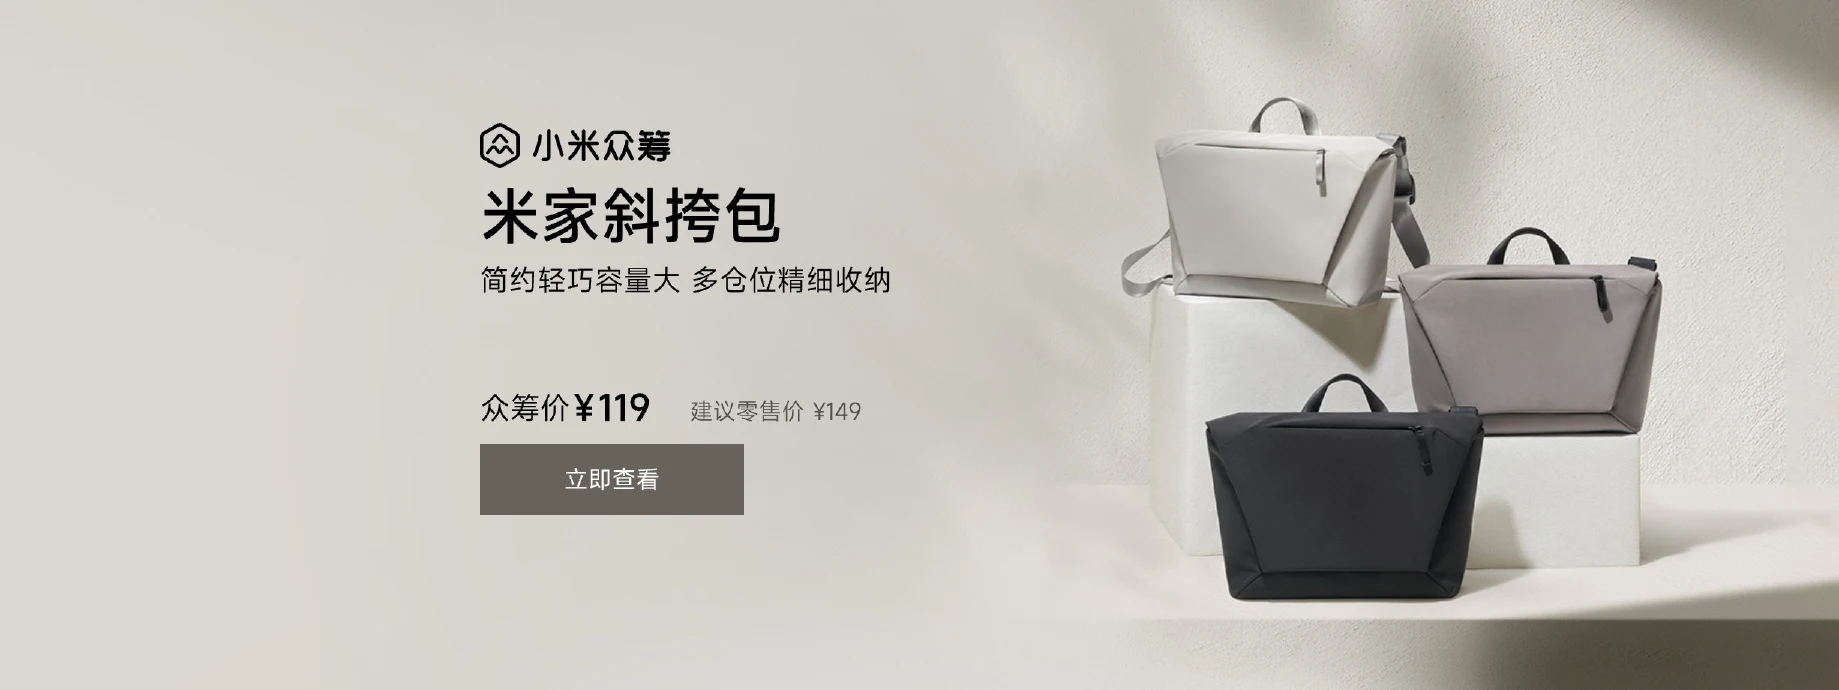 小米众筹
米家斜挎包
简约轻巧容量大 多仓位精细收纳
众筹价¥119 建议零售价 ¥149
立即查看